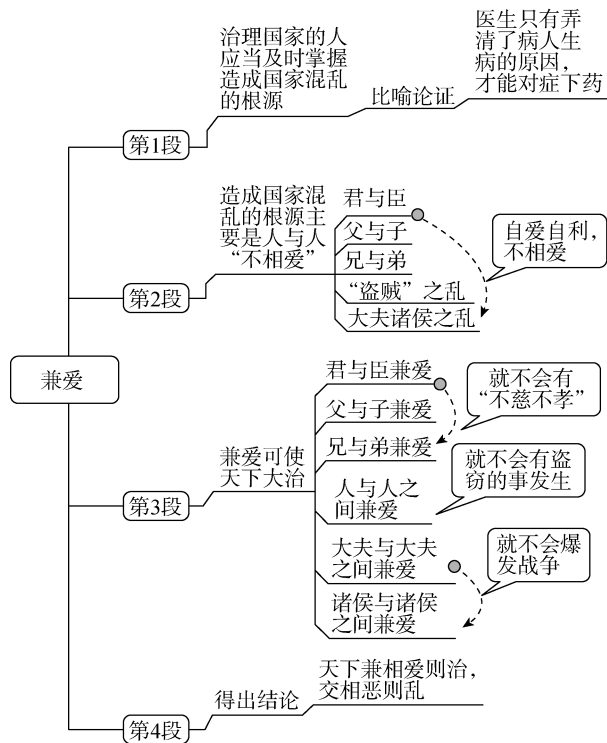 治理国家的人
应当及时掌握
造成国家混乱
的根源
比喻论证
医生只有弄
清了病人生
病的原因，
才能对症下药
第1段
造成国家混
乱的根源主
要是人与人
“不相爱”
君与臣
父与子
兄与弟
“盗贼”之乱
大夫诸侯之乱
自爱自利，
不相爱
第2段
兼爱
君与臣兼爱
父与子兼爱
兄与弟兼爱
就不会有
“不慈不孝”
兼爱可使
天下大治
人与人之
间兼爱
就不会有盗
窃的事发生
第3段
大夫与大夫
之间兼爱
诸侯与诸侯
之间兼爱
就不会爆
发战争
得出结论
天下兼相爱则治，
交相恶则乱
第4段